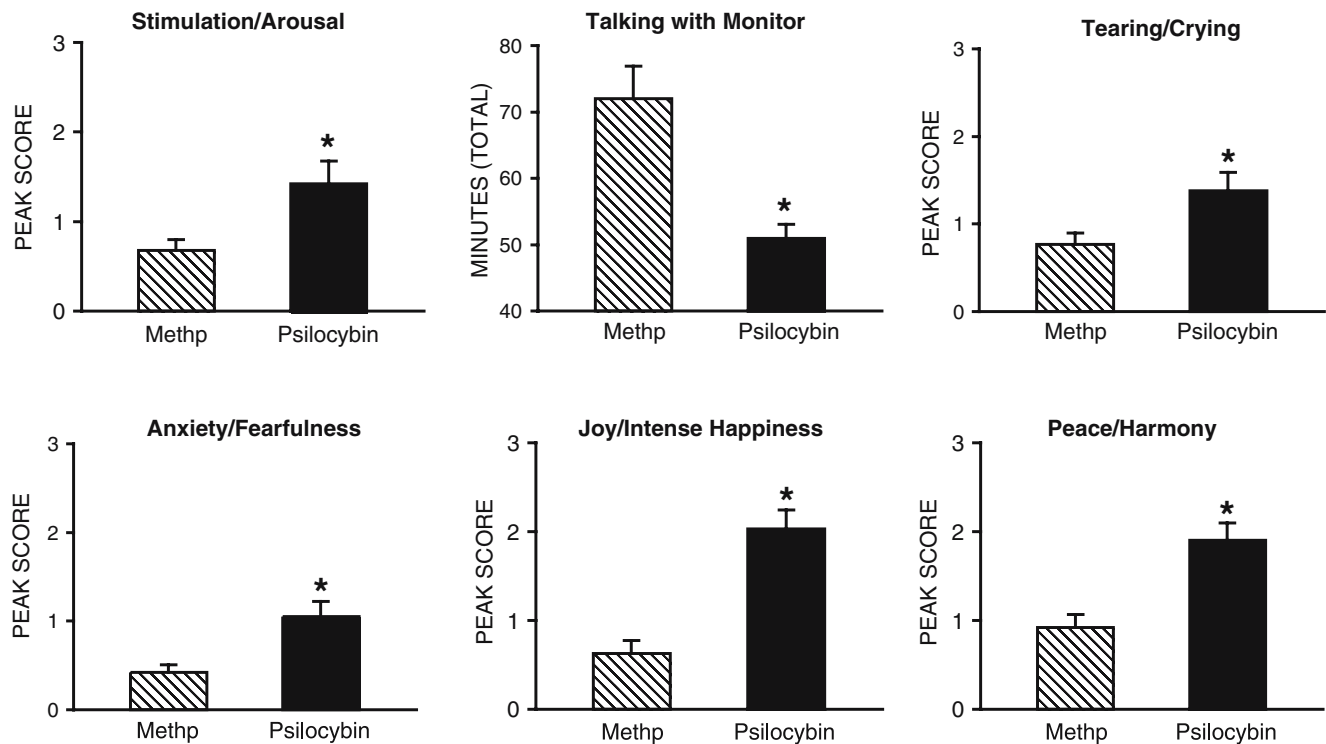 Stimulation/Arousal
3
2
1
0
PEAK SCORE
*
Methp Psilocybin
Talking with Monitor
80
70
60
50
40
MINUTES (TOTAL)
*
Methp Psilocybin
Tearing/Crying
3
2
1
0
PEAK SCORE
*
Methp Psilocybin
Anxiety/Fearfulness
3
2
1
0
PEAK SCORE
*
Methp Psilocybin
Joy/Intense Happiness
3
2
1
0
PEAK SCORE
*
Methp Psilocybin
Peace/Harmony
3
2
1
0
PEAK SCORE
*
Methp Psilocybin